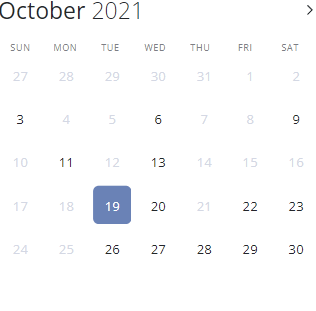 October 2021
SUN MON TUE WED THU FRI SAT
27 28 29 30 31 1 2
3 4 5 6 7 8 9
10 11 12 13 14 15 16
17 18 19 20 21 22 23
24 25 26 27 28 29 30